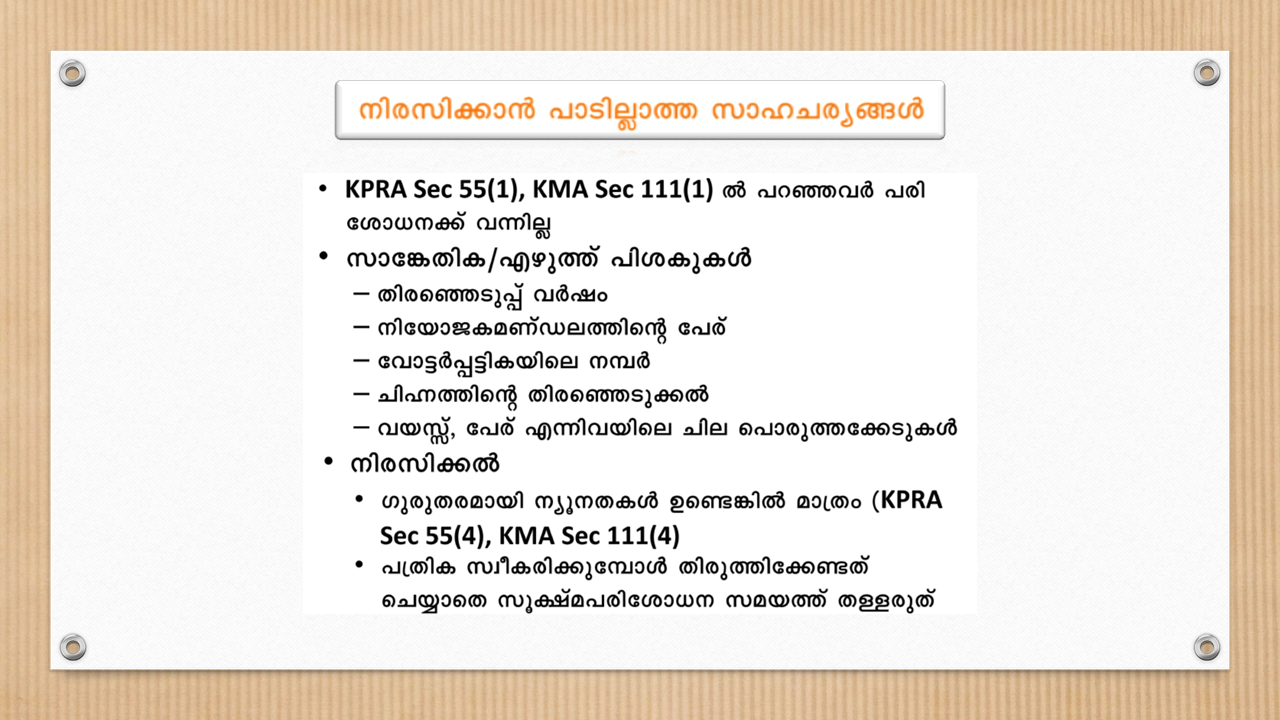 നിരസിക്കാൻ പാടില്ലാത്ത സാഹചര്യങ്ങൾ
• KPRA Sec 55(1), KMA Sec 111(1) ൽ പറഞ്ഞവർ പരി
ശോധനക്ക് വന്നില്ല
• സാങ്കേതിക/എഴുത്ത് പിശകുകൾ
– തിരഞ്ഞെടുപ്പ് വർഷം
– നിയോജകമണ്ഡലത്തിന്റെ പേര്
– വോട്ടർപ്പട്ടികയിലെ നമ്പർ
– ചിഹ്നത്തിന്റെ തിരഞ്ഞെടുക്കൽ
– വയസ്സ്, പേര് എന്നിവയിലെ ചില പൊരുത്തക്കേടുകൾ
• നിരസിക്കൽ
• ഗുരുതരമായി ന്യൂനതകൾ ഉണ്ടെങ്കിൽ മാത്രം (KPRA
Sec 55(4), KMA Sec 111(4)
• പത്രിക സ്വീകരിക്കുമ്പോൾ തിരുത്തിക്കേണ്ടത്
ചെയ്യാതെ സൂക്ഷ്മപരിശോധന സമയത്ത് തള്ളരുത്